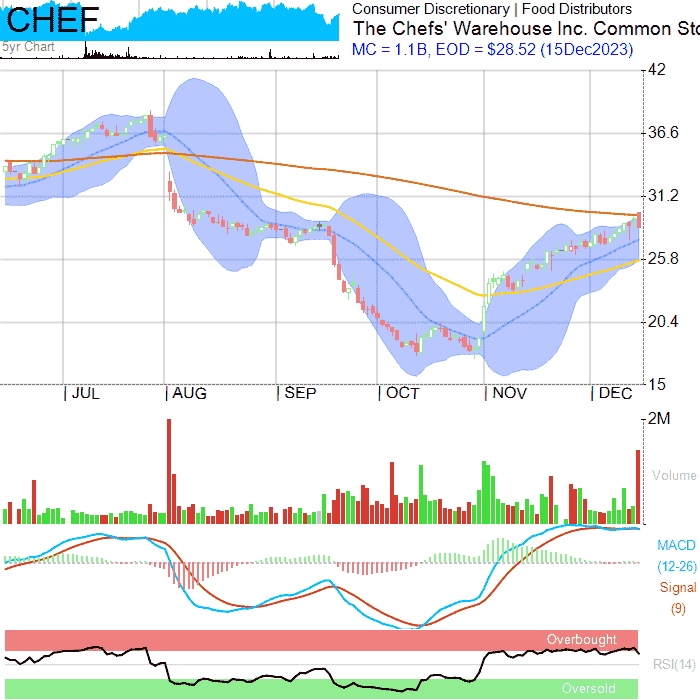 CHEF
5yr Chart
Consumer Discretionary | Food Distributors
The Chefs' Warehouse Inc. Common Sto
MC = 1.1B, EOD = $28.52 (15Dec2023)
42
36.6
31.2
25.8
20.4
15
JUL AUG SEP OCT NOV DEC
2M
Volume
MACD
(12-26)
Signal
(9)
Overbought
RSI(14)
Oversold